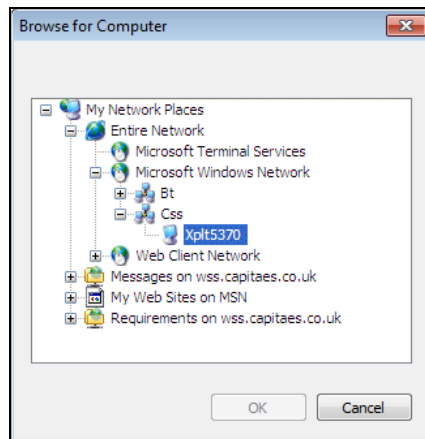 Browse for Computer
My Network Places
Entire Network
Microsoft Terminal Services
Microsoft Windows Network
Bt
Css
Xplt5370
Web Client Network
Messages on wss.capitaes.co.uk
My Web Sites on MSN
Requirements on wss.capitaes.co.uk
OK Cancel